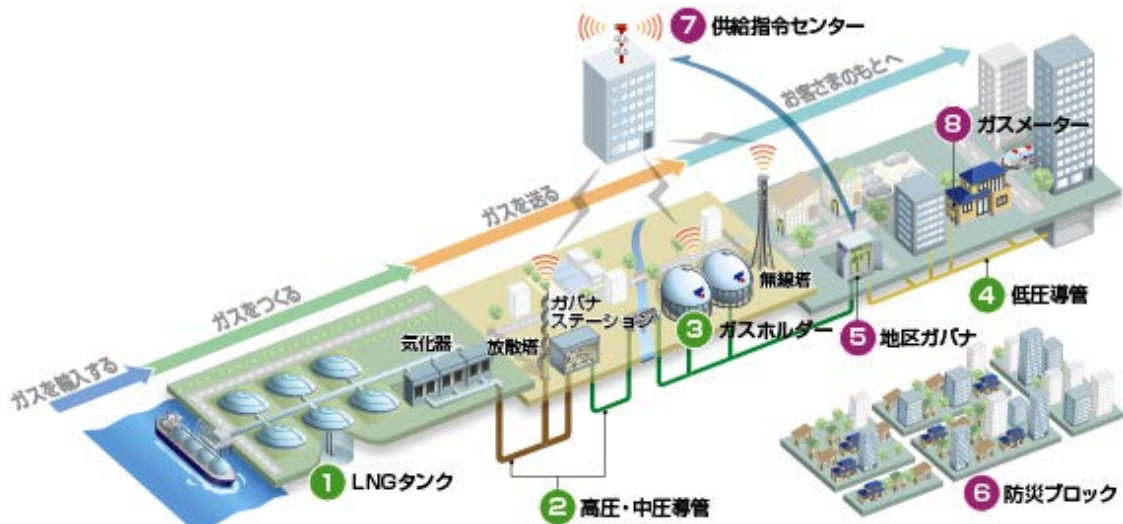 7 供給指令センター
お客さまのもとへ
8 ガスメーター
ガスを送る
無線塔
4 低圧導管
ガスをつくる
ガバナ
ステーション
3 ガスホルダー
5 地区ガバナ
気化器
放散塔
ガスを輸入する
1 LNGタンク
2 高圧・中圧導管
6 防災ブロック